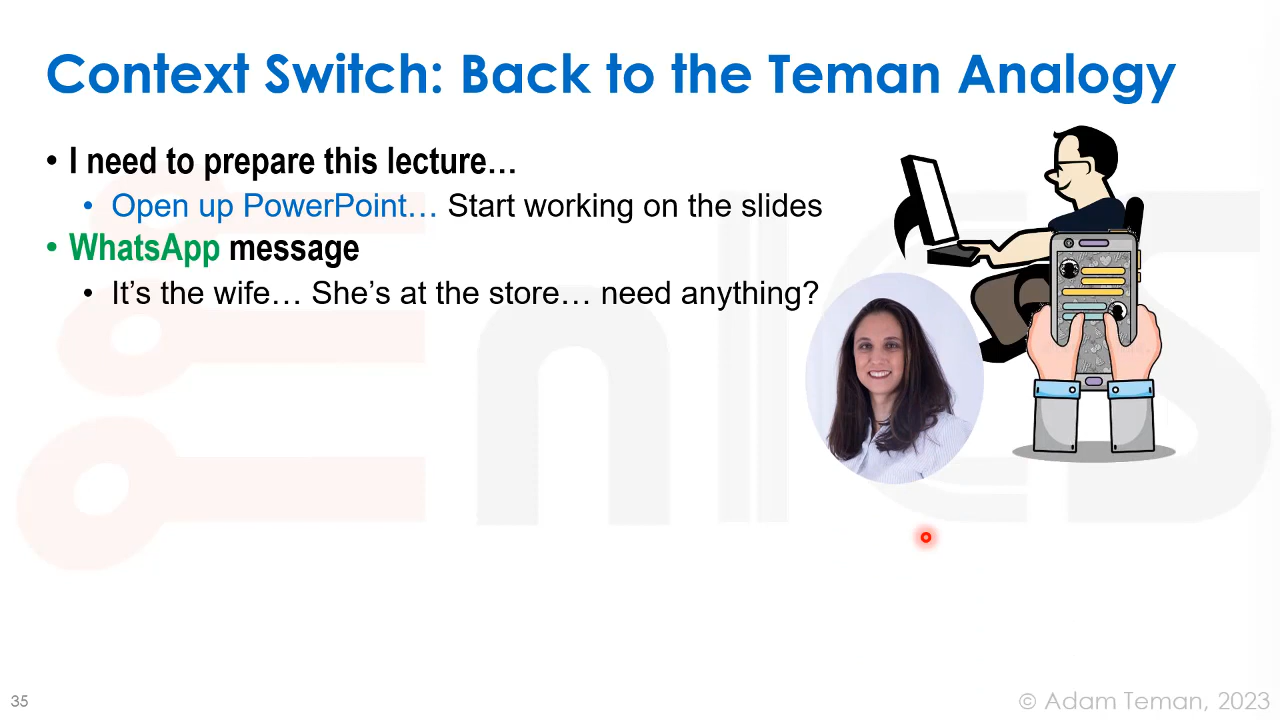 Context Switch: Back to the Teman Analogy
• I need to prepare this lecture…
• Open up PowerPoint… Start working on the slides
• WhatsApp message
• It’s the wife… She’s at the store… need anything?
EnICS
35
© Adam Teman, 2023